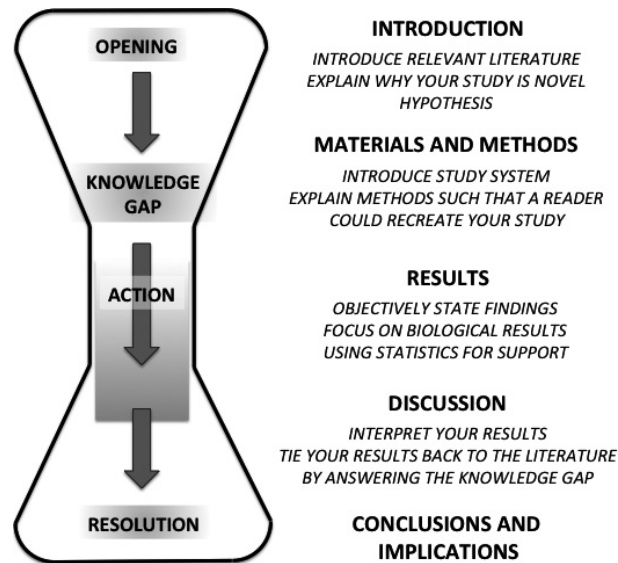 OPENING
KNOWLEDGE
GAP
ACTION
RESOLUTION
INTRODUCTION
INTRODUCE RELEVANT LITERATURE
EXPLAIN WHY YOUR STUDY IS NOVEL
HYPOTHESIS
MATERIALS AND METHODS
INTRODUCE STUDY SYSTEM
EXPLAIN METHODS SUCH THAT A READER
COULD RECREATE YOUR STUDY
RESULTS
OBJECTIVELY STATE FINDINGS
FOCUS ON BIOLOGICAL RESULTS
USING STATISTICS FOR SUPPORT
DISCUSSION
INTERPRET YOUR RESULTS
TIE YOUR RESULTS BACK TO THE LITERATURE
BY ANSWERING THE KNOWLEDGE GAP
CONCLUSIONS AND
IMPLICATIONS